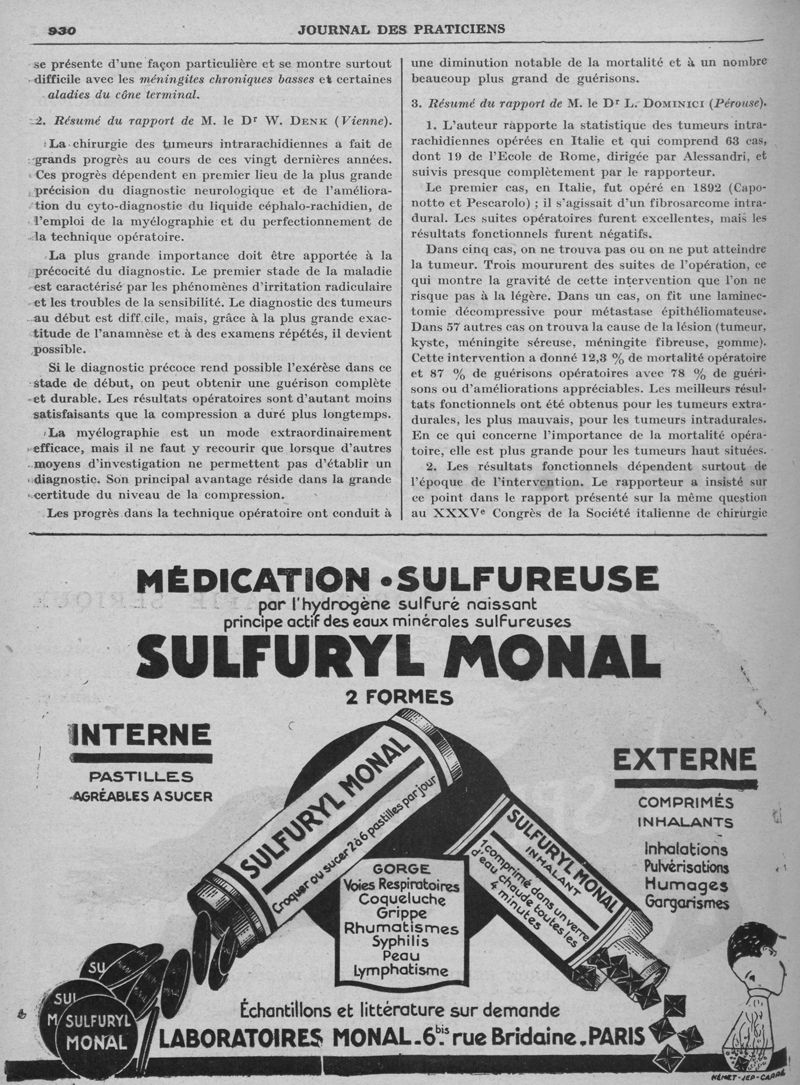 930
JOURNAL DES PRATICIENS
se présente d'une façon particulière et se montre surtout
difficile avec les méningites chroniques basses et certaines
aladies du cône terminal.
2. Résumé du rapport de M. le Dr W. DENK (Vienne).
La chirurgie des tumeurs intrarachidiennes a fait de
grands progrès au cours de ces vingt dernières années.
Ces progrès dépendent en premier lieu de la plus grande
précision du diagnostic neurologique et de l'améliora-
tion du cyto-diagnostic du liquide céphalo-rachidien, de
l'emploi de la myélographie et du perfectionnement de
la technique opératoire.
La plus grande importance doit être apportée à la
précocité du diagnostic. Le premier stade de la maladie
est caractérisé par les phénomènes d'irritation radiculaire
et les troubles de la sensibilité. Le diagnostic des tumeurs
au début est diff cile, mais, grâce à la plus grande exac-
titude de l'anamnèse et à des examens répétés, il devient
possible.
Si le diagnostic précoce rend possible l'exérèse dans ce
stade de début, on peut obtenir une guérison complète
et durable. Les résultats opératoires sont d'autant moins
satisfaisants que la compression a duré plus longtemps.
La myélographie est un mode extraordinairement
efficace, mais il ne faut y recourir que lorsque d'autres
moyens d'investigation ne permettent pas d'établir un
diagnostic. Son principal avantage réside dans la grande
certitude du niveau de la compression.
Les progrès dans la technique opératoire ont conduit à
une diminution notable de la mortalité et à un nombre
beaucoup plus grand de guérisons.
3. Résumé du rapport de M. le Dr L. DOMINICI (Pérouse).
1. L'auteur rapporte la statistique des tumeurs intra-
rachidiennes opérées en Italie et qui comprend 63 cas,
dont 19 de l'Ecole de Rome, dirigée par Alessandri, et
suivis presque complètement par le rapporteur.
Le premier cas, en Italie, fut opéré en 1892 (Capo-
notto et Pescarolo) ; il s'agissait d'un fibrosarcome intra-
dural. Les suites opératoires furent excellentes, mais les
résultats fonctionnels furent négatifs.
Dans cinq cas, on ne trouva pas ou on ne put atteindre
la tumeur. Trois moururent des suites de l'opération, ce
qui montre la gravité de cette intervention que l'on ne
risque pas à la légère. Dans un cas, on fit une laminec-
tomie décompressive pour métastase épithéliomateuse.
Dans 57 autres cas on trouva la cause de la lésion (tumeur,
kyste, méningite séreuse, méningite fibreuse, gomme).
Cette intervention a donné 12,3 % de mortalité opératoire
et 87 % de guérisons opératoires avec 78 % de guéri-
sons ou d'améliorations appréciables. Les meilleurs résul-
tats fonctionnels ont été obtenus pour les tumeurs extra-
durales, les plus mauvais, pour les tumeurs intradurales.
En ce qui concerne l'importance de la mortalité opéra-
toire, elle est plus grande pour les tumeurs haut situées.
2. Les résultats fonctionnels dépendent surtout de
l'époque de l'intervention. Le rapporteur a insisté sur
ce point dans le rapport présenté sur la même question
au XXXVe Congrès de la Société italienne de chirurgie
MÉDICATION • SULFUREUSE
par l'hydrogène sulfuré naissant
principe actif des eaux minérales sulfureuses
SULFURYL MONAL
2 FORMES
INTERNE
PASTILLES
AGRÉABLES A SUCER
EXTERNE
COMPRIMÉS
INHALANTS
Inhalations
Pulvérisations
Humages
Gargarismes
SULFURYL MONAL
Croquer ou sucer 2 à 6 pastilles par jour
SULFURYL MONAL
INHALANT
1 comprimé dans un verre
d'eau chaude toutes les
4 minutes
GORGE
Voies Respiratoires
Coqueluche
Grippe
Rhumatismes
Syphilis
Peau
Lymphatisme
SU
SUL
M
SULFURYL
MONAL
Échantillons et littérature sur demande
LABORATOIRES MONAL. 6bis rue Bridaine. PARIS
NÉMET-JEP-CARRÉ